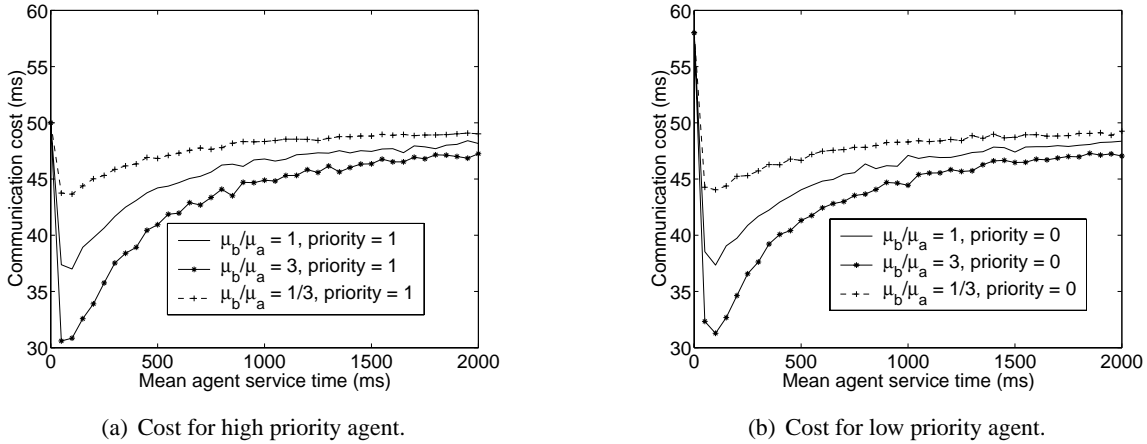 60
55
50
45
40
35
30
Communication cost (ms)
0 500 1000 1500 2000
Mean agent service time (ms)
μb/μa = 1, priority = 1
μb/μa = 3, priority = 1
μb/μa = 1/3, priority = 1
(a) Cost for high priority agent.
60
55
50
45
40
35
30
Communication cost (ms)
0 500 1000 1500 2000
Mean agent service time (ms)
μb/μa = 1, priority = 0
μb/μa = 3, priority = 0
μb/μa = 1/3, priority = 0
(b) Cost for low priority agent.